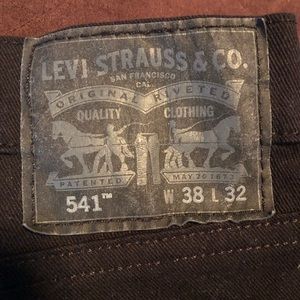 LEVI STRAUSS & CO.
SAN FRANCISCO
CAL.
ORIGINAL RIVETED
QUALITY CLOTHING
PATENTED MAY 20 1873
541™ W 38 L 32